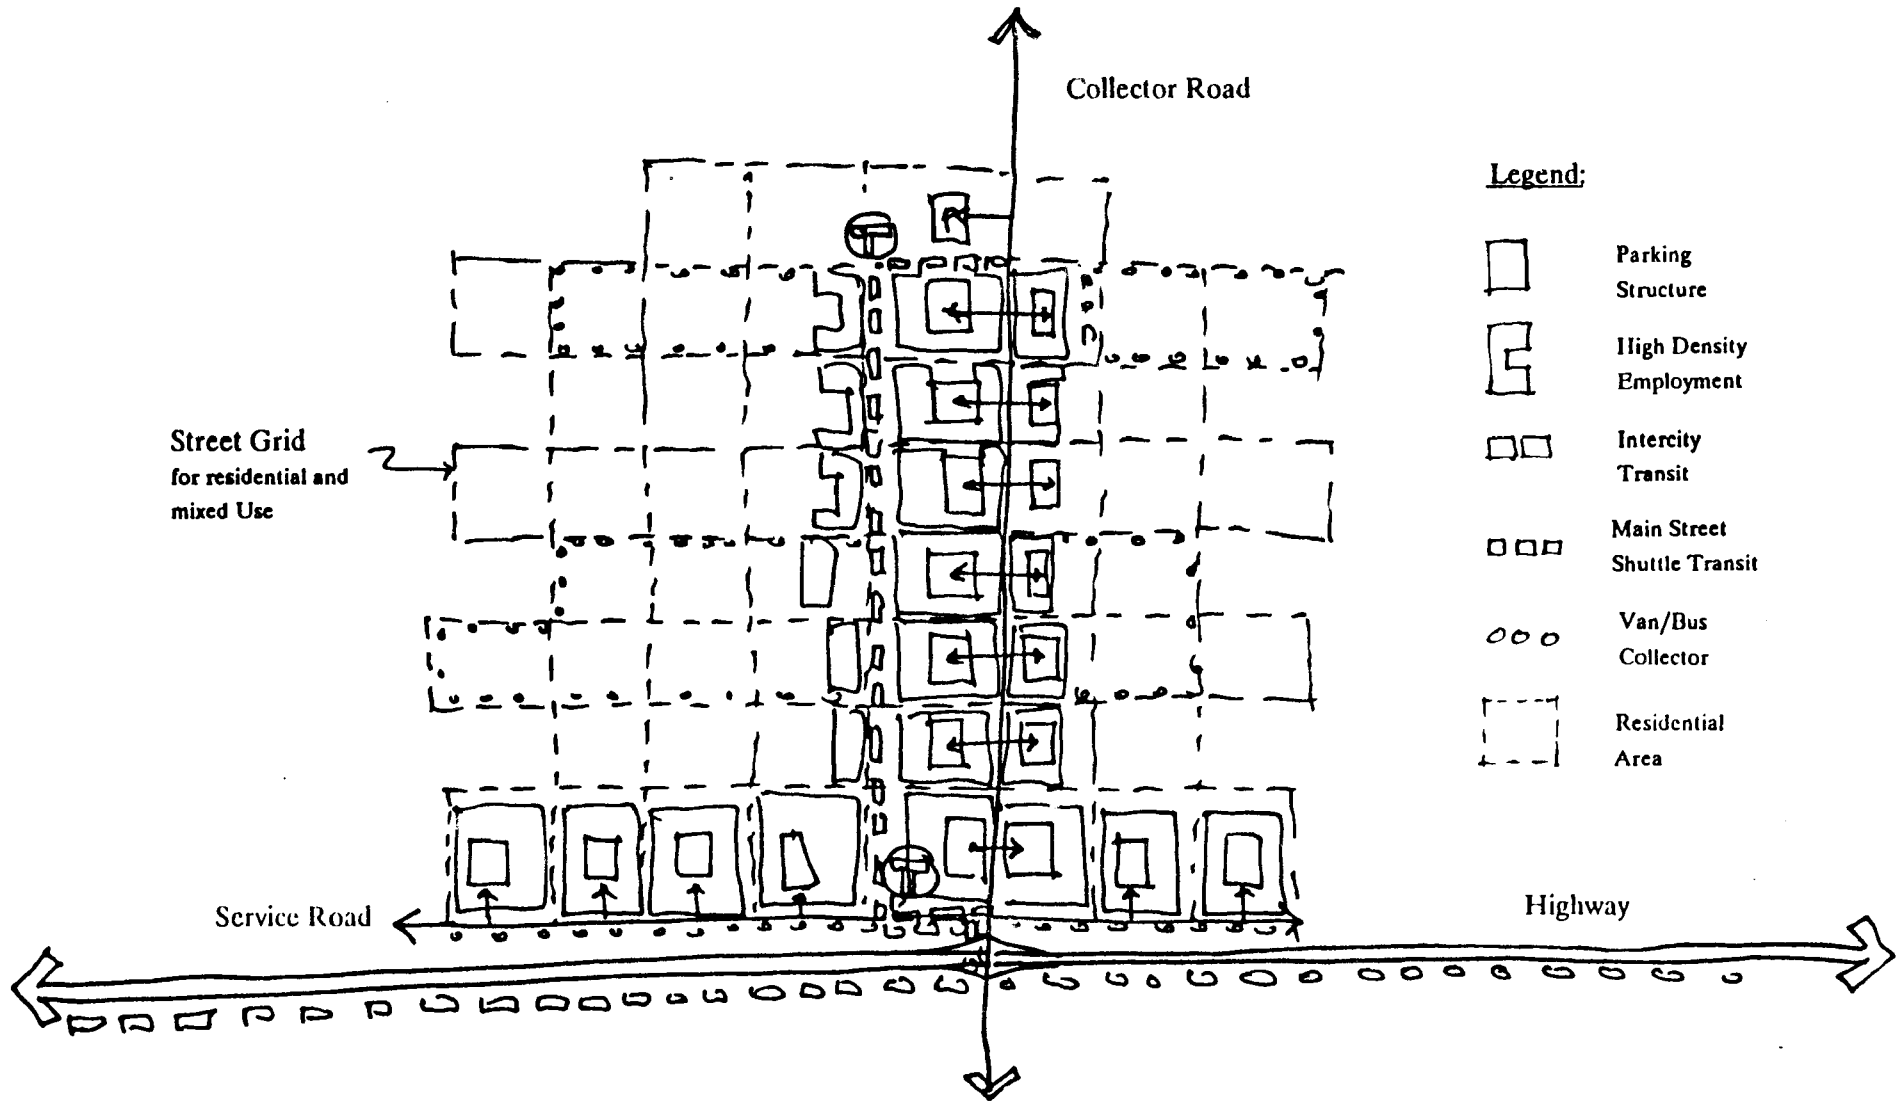 Collector Road
Legend:
Parking
Structure
High Density
Employment
Street Grid
for residential and
mixed Use
Intercity
Transit
Main Street
Shuttle Transit
Van/Bus
Collector
Residential
Area
Service Road
Highway
T
T